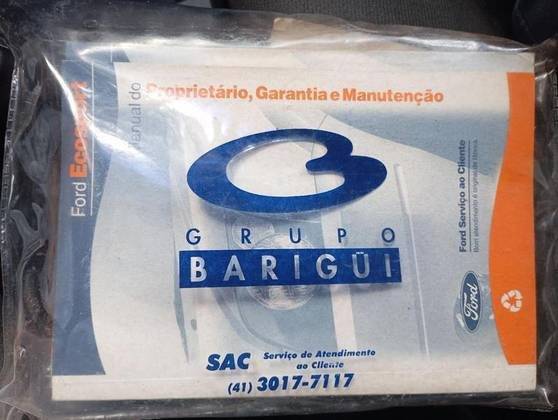 Manual do Proprietário, Garantia e Manutenção
Ford Ecosport
GRUPO
BARIGÜI
Ford Serviço ao Cliente
Ford
SAC Serviço de Atendimento
ao Cliente
(41) 3017-7117